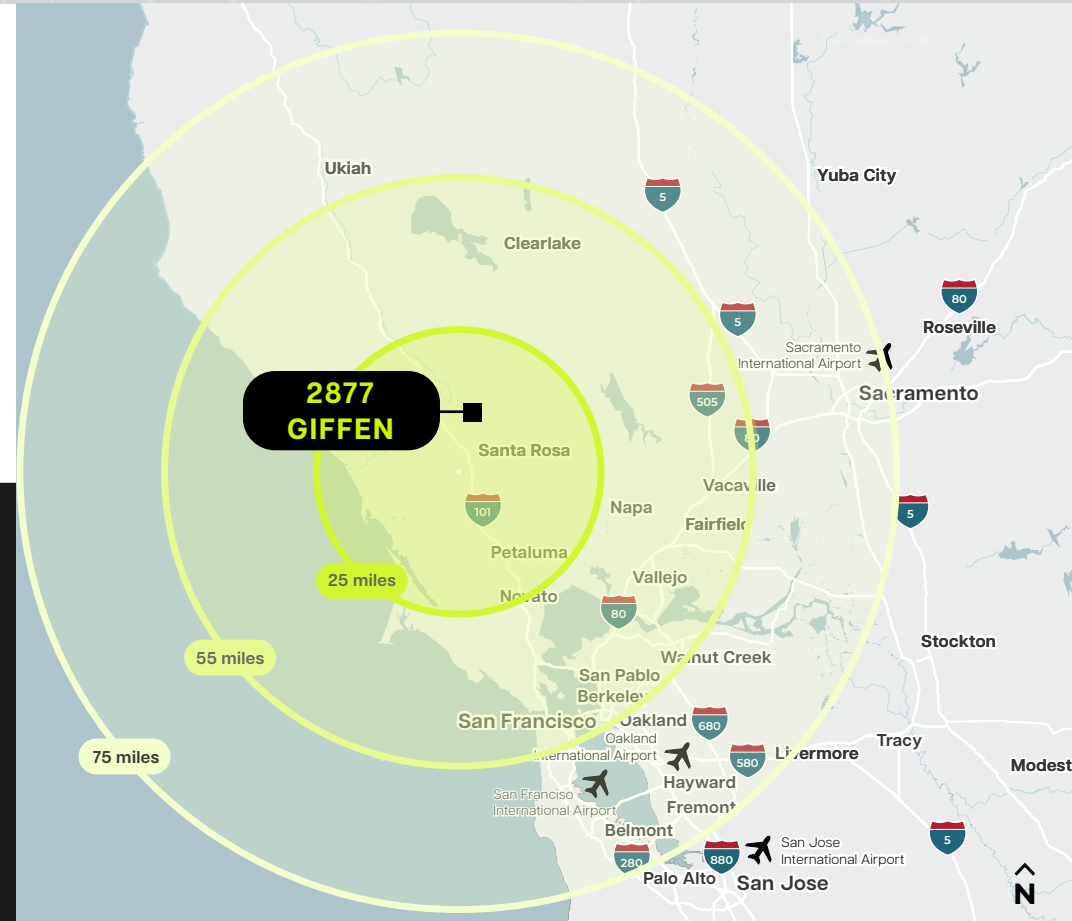 Ukiah
Yuba City
5
Clearlake
80
5
Roseville
Sacramento
International Airport
2877
GIFFEN
505
Sacramento
80
Santa Rosa
Vacaville
101
Napa
5
Fairfield
Petaluma
25 miles
Vallejo
Novato
80
Stockton
55 miles
Walnut Creek
San Pablo
Berkeley
San Francisco
Oakland
680
Oakland
International Airport
Tracy
75 miles
580
Livermore
Modest
Hayward
San Franciso
International Airport
Fremont
Belmont
5
San Jose
International Airport
280
880
Palo Alto
San Jose
N